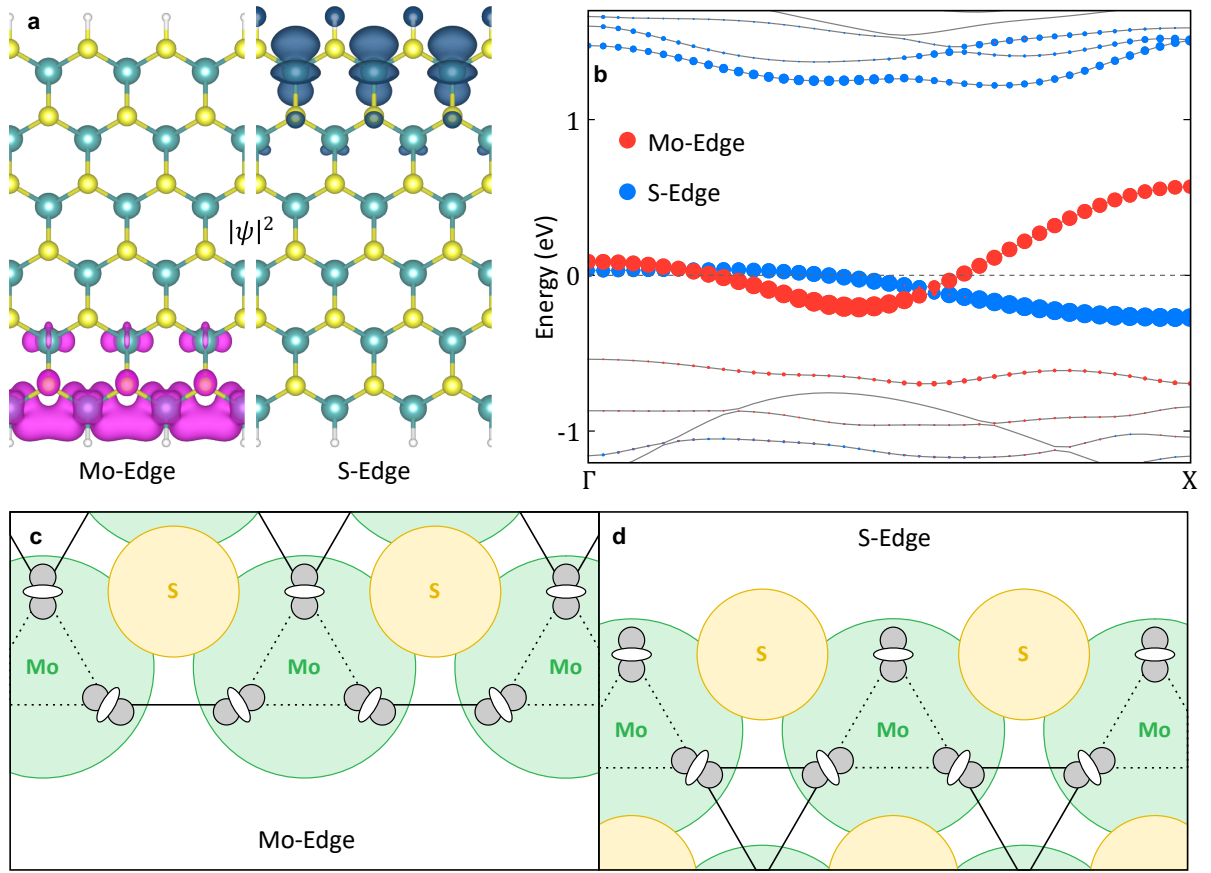 a
|ψ|²
Mo-Edge
S-Edge
b
Mo-Edge
S-Edge
Energy (eV)
1
0
-1
Γ
X
c
S
S
Mo
Mo
Mo
Mo-Edge
d
S-Edge
S
S
Mo
Mo
Mo